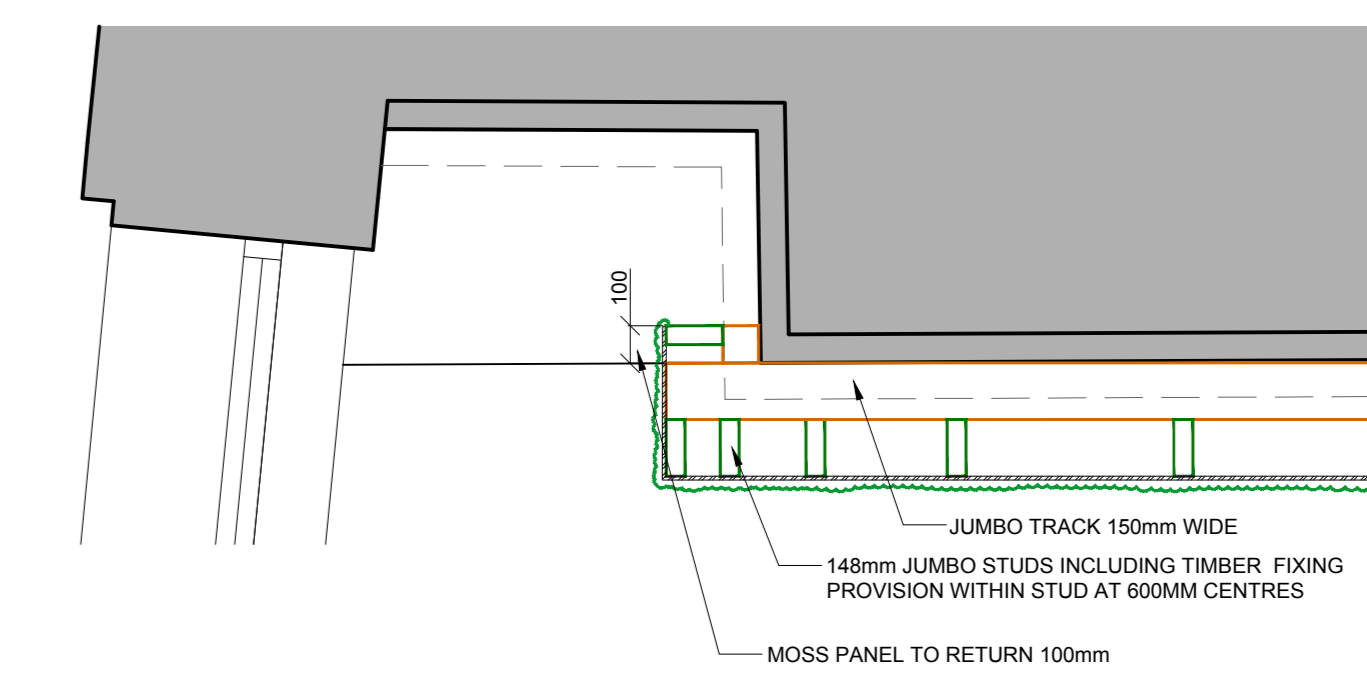 100
JUMBO TRACK 150mm WIDE
148mm JUMBO STUDS INCLUDING TIMBER FIXING
PROVISION WITHIN STUD AT 600MM CENTRES
MOSS PANEL TO RETURN 100mm